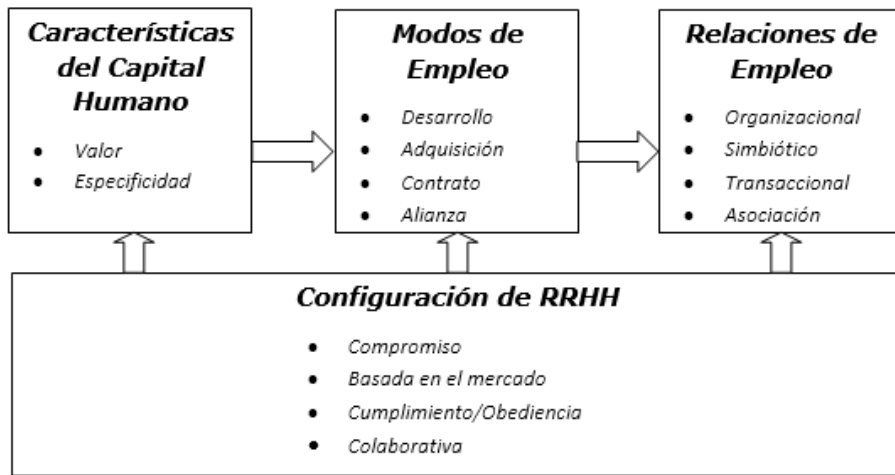 Características
del Capital
Humano
• Valor
• Especificidad
Modos de
Empleo
• Desarrollo
• Adquisición
• Contrato
• Alianza
Relaciones de
Empleo
• Organizacional
• Simbiótico
• Transaccional
• Asociación
Configuración de RRHH
• Compromiso
• Basada en el mercado
• Cumplimiento/Obediencia
• Colaborativa